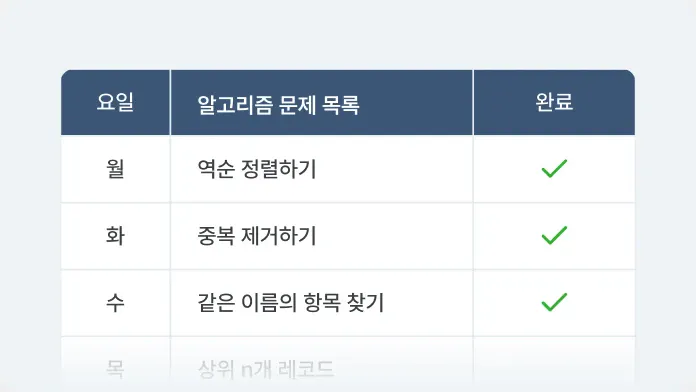 요일 알고리즘 문제 목록 완료
월 역순 정렬하기
화 중복 제거하기
수 같은 이름의 항목 찾기
목 상위 n개 레코드